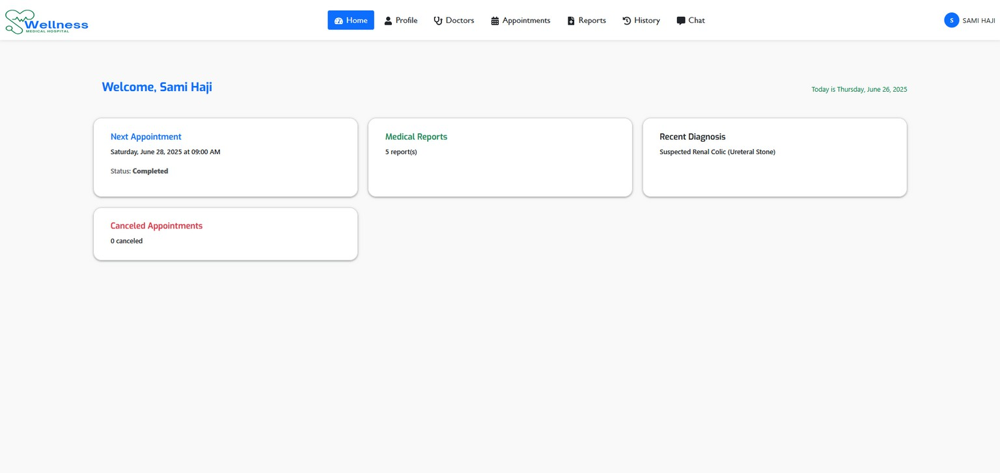 Wellness
MEDICAL HOSPITAL
Home Profile Doctors Appointments Reports History Chat
S SAMI HAJI
Welcome, Sami Haji
Today is Thursday, June 26, 2025
Next Appointment
Saturday, June 28, 2025 at 09:00 AM
Status: Completed
Medical Reports
5 report(s)
Recent Diagnosis
Suspected Renal Colic (Ureteral Stone)
Canceled Appointments
0 canceled